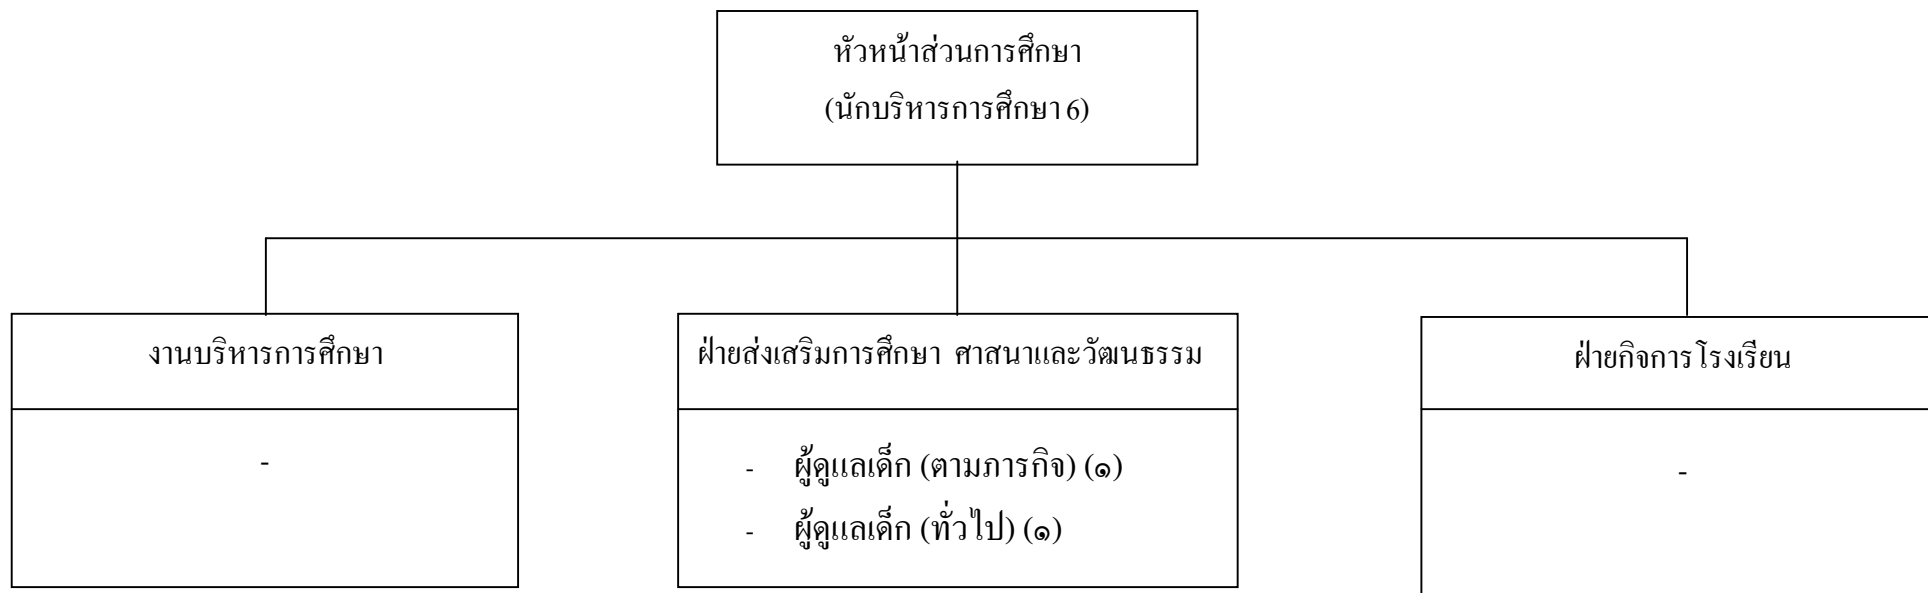 หัวหน้าส่วนการศึกษา
(นักบริหารการศึกษา 6)
งานบริหารการศึกษา
-
ฝ่ายส่งเสริมการศึกษา ศาสนาและวัฒนธรรม
- ผู้ดูแลเด็ก (ตามภารกิจ) (๑)
- ผู้ดูแลเด็ก (ทั่วไป) (๑)
ฝ่ายกิจการโรงเรียน
-